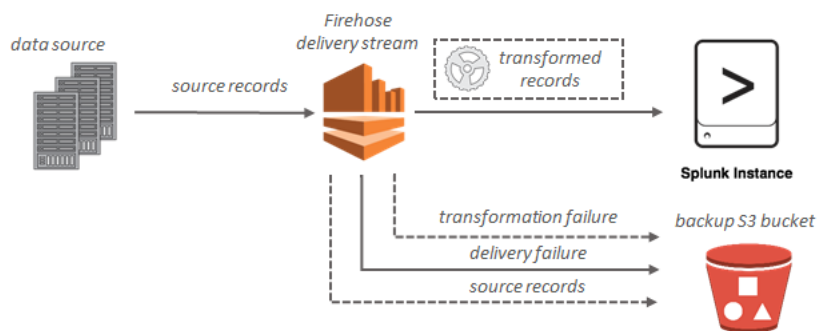 data source
source records
Firehose
delivery stream
transformed
records
>
Splunk Instance
transformation failure
delivery failure
source records
backup S3 bucket